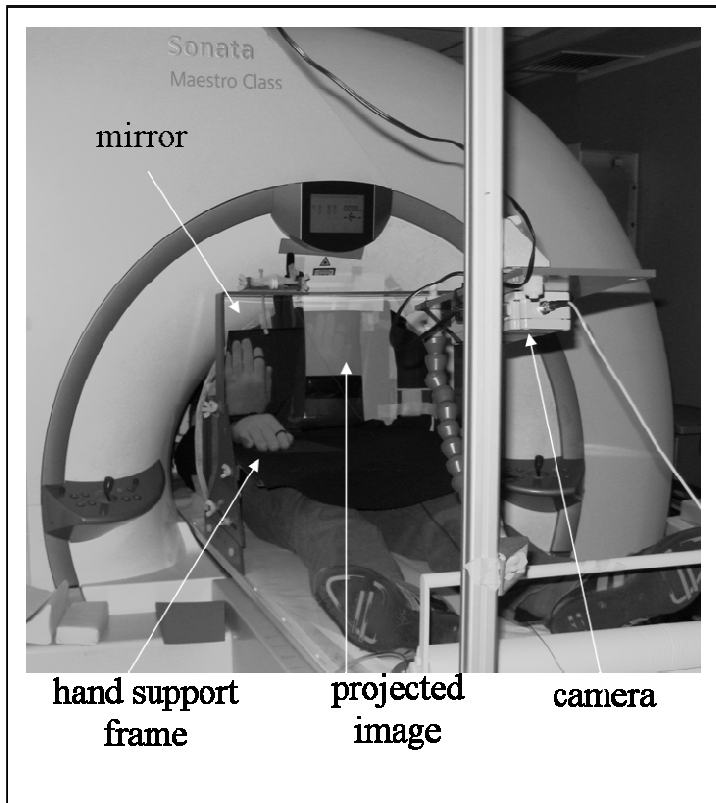 Sonata
Maestro Class
mirror
hand support
frame
projected
image
camera